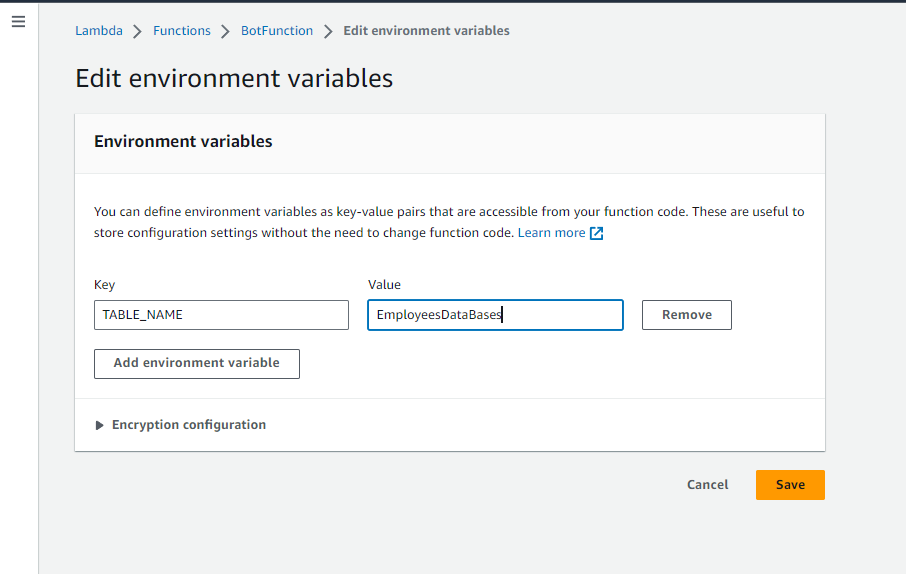 Lambda Functions BotFunction Edit environment variables
Edit environment variables
Environment variables
You can define environment variables as key-value pairs that are accessible from your function code. These are useful to
store configuration settings without the need to change function code. Learn more
Key Value
TABLE_NAME EmployeesDataBases Remove
Add environment variable
Encryption configuration
Cancel Save